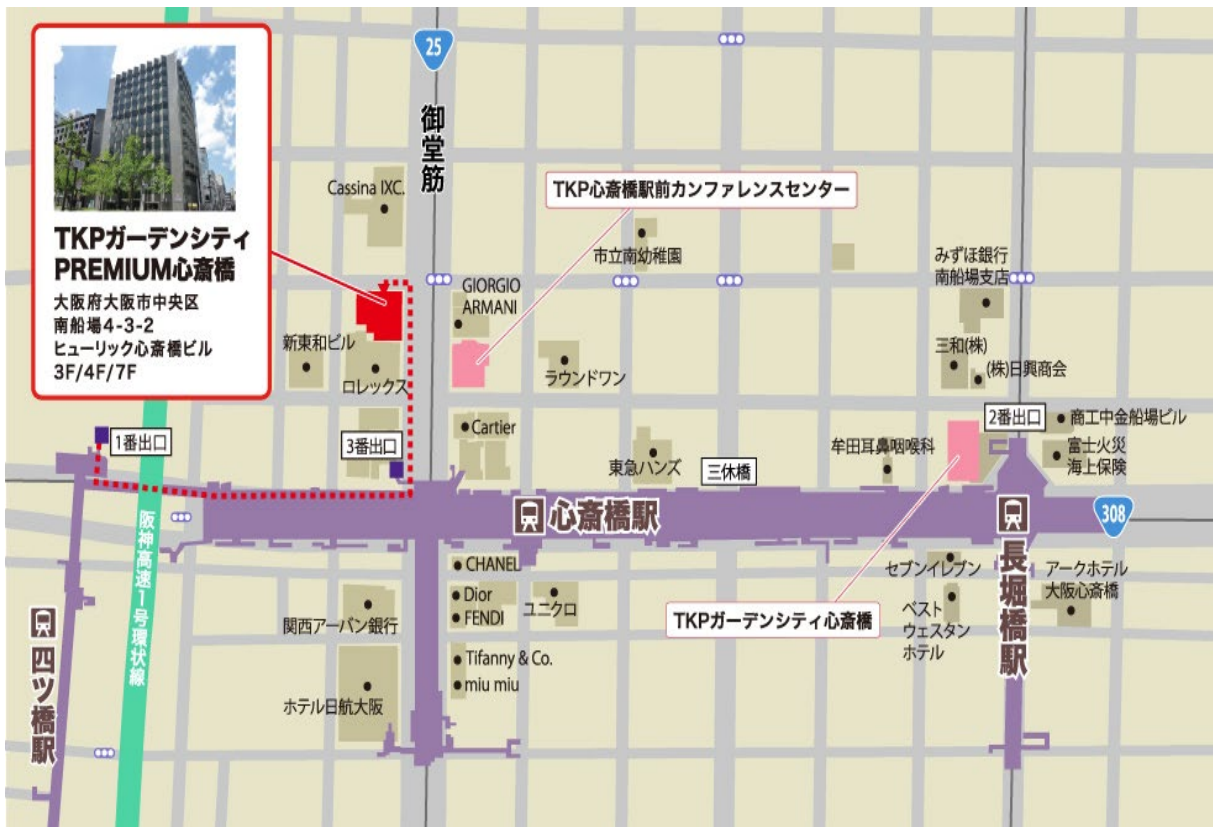 TKPガーデンシティ
PREMIUM心斎橋
大阪府大阪市中央区
南船場4-3-2
ヒューリック心斎橋ビル
3F/4F/7F
25
御堂筋
Cassina IXC.
TKP心斎橋駅前カンファレンスセンター
市立南幼稚園
みずほ銀行
南船場支店
GIORGIO
ARMANI
新東和ビル
ロレックス
ラウンドワン
三和(株)
(株)日興商会
1番出口
3番出口
Cartier
東急ハンズ
三休橋
牟田耳鼻咽喉科
2番出口
商工中金船場ビル
富士火災
海上保険
心斎橋駅
308
阪神高速1号環状線
四ツ橋駅
長堀橋駅
CHANEL
Dior
FENDI
ユニクロ
関西アーバン銀行
Tifanny & Co.
miu miu
ホテル日航大阪
TKPガーデンシティ心斎橋
セブンイレブン
ベスト
ウェスタン
ホテル
アークホテル
大阪心斎橋